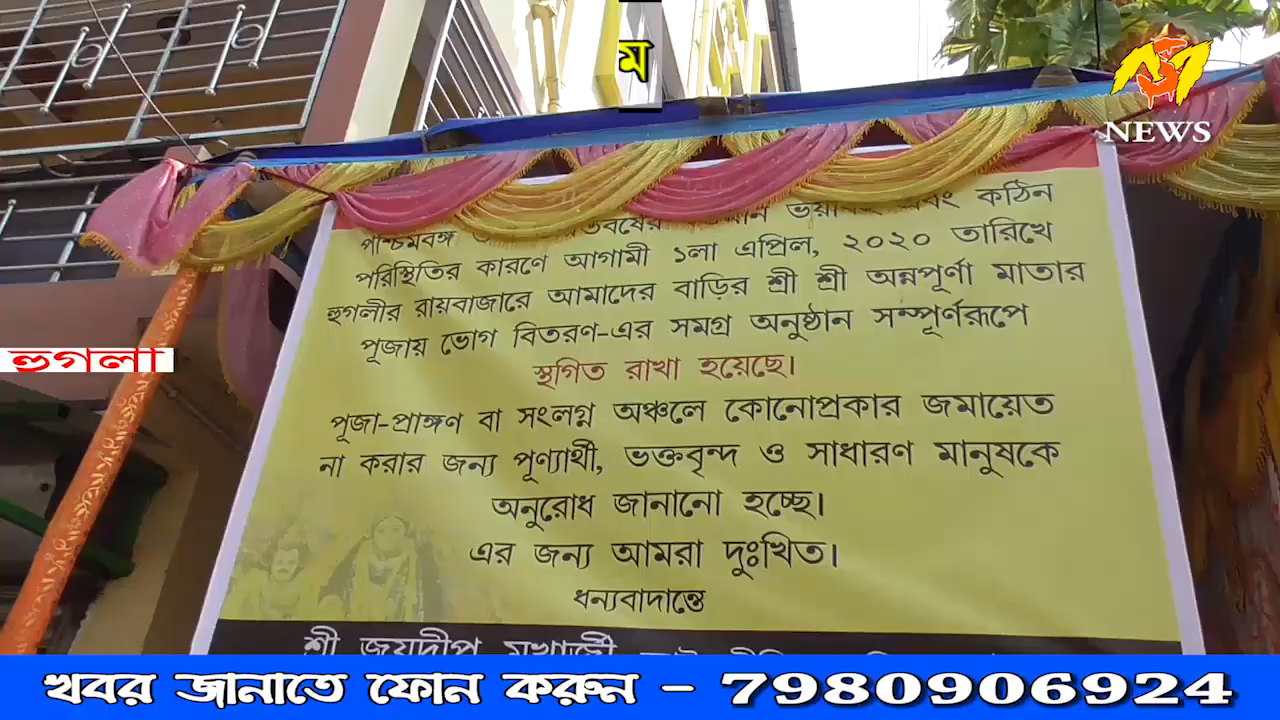 ম
NEWS
পশ্চিমবঙ্গ কঠিন
পরিস্থিতির কারণে আগামী ১লা এপ্রিল, ২০২০ তারিখে
হুগলীর রায়বাজারে আমাদের বাড়ির শ্রী শ্রী অন্নপূর্ণা মাতার
পূজায় ভোগ বিতরণ-এর সমগ্র অনুষ্ঠান সম্পূর্ণরূপে
স্থগিত রাখা হয়েছে।
হুগলী
পূজা-প্রাঙ্গণ বা সংলগ্ন অঞ্চলে কোনোপ্রকার জমায়েত
না করার জন্য পূণ্যার্থী, ভক্তবৃন্দ ও সাধারণ মানুষকে
অনুরোধ জানানো হচ্ছে।
এর জন্য আমরা দুঃখিত।
ধন্যবাদান্তে
শ্রী জয়দীপ মুখার্জী
খবর জানাতে ফোন করুন - 7980906924